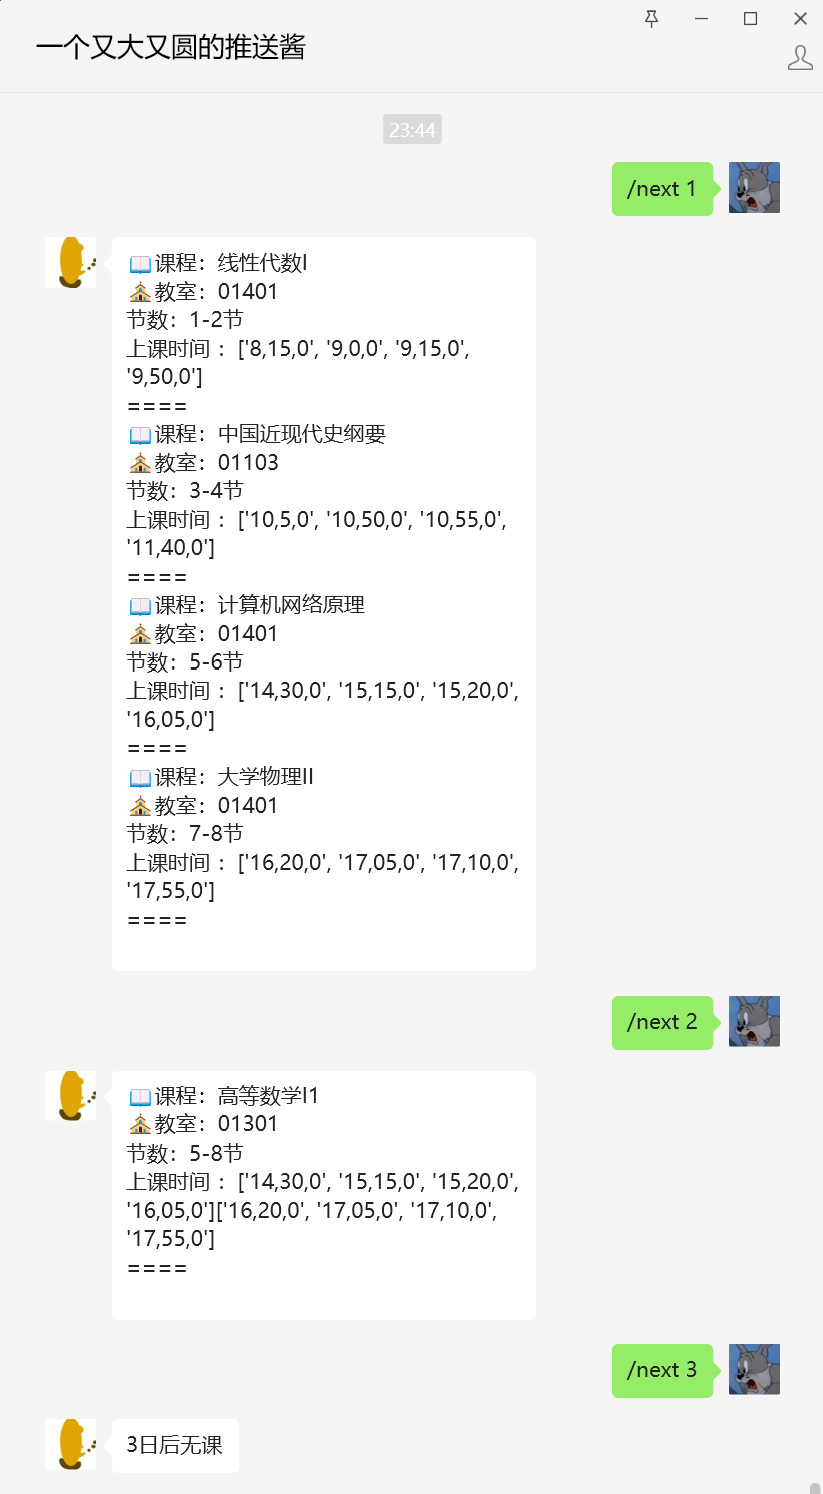 一个又大又圆的推送酱
23:44
/next 1
📖课程：线性代数I
⛪教室：01401
节数：1-2节
上课时间 ：['8,15,0', '9,0,0', '9,15,0',
'9,50,0']
====
📖课程：中国近现代史纲要
⛪教室：01103
节数：3-4节
上课时间 ：['10,5,0', '10,50,0', '10,55,0',
'11,40,0']
====
📖课程：计算机网络原理
⛪教室：01401
节数：5-6节
上课时间 ：['14,30,0', '15,15,0', '15,20,0',
'16,05,0']
====
📖课程：大学物理II
⛪教室：01401
节数：7-8节
上课时间 ：['16,20,0', '17,05,0', '17,10,0',
'17,55,0']
====
/next 2
📖课程：高等数学I1
⛪教室：01301
节数：5-8节
上课时间 ：['14,30,0', '15,15,0', '15,20,0',
'16,05,0']['16,20,0', '17,05,0', '17,10,0',
'17,55,0']
====
/next 3
3日后无课